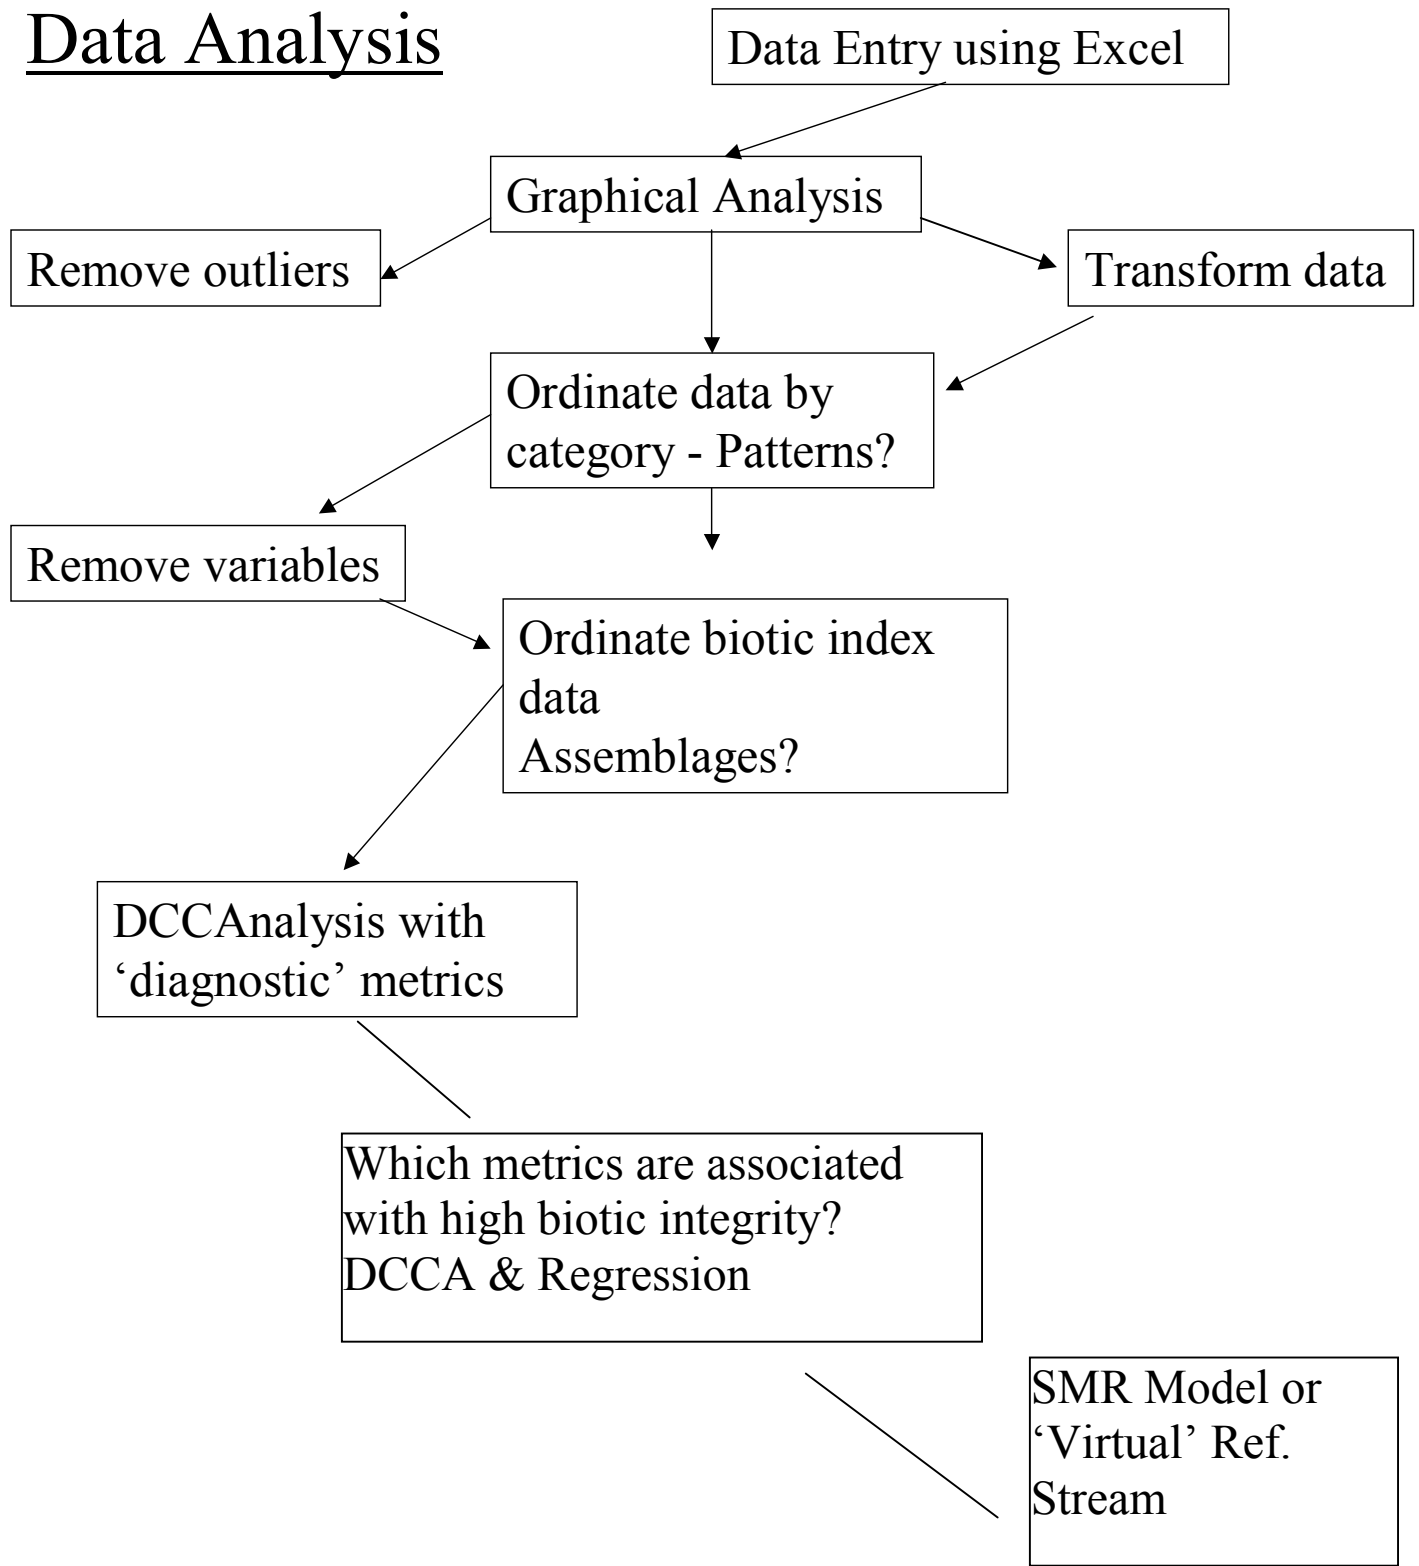 Data Analysis
Data Entry using Excel
Graphical Analysis
Remove outliers
Transform data
Ordinate data by
category - Patterns?
Remove variables
Ordinate biotic index
data
Assemblages?
DCCAnalysis with
‘diagnostic’ metrics
Which metrics are associated
with high biotic integrity?
DCCA & Regression
SMR Model or
‘Virtual’ Ref.
Stream